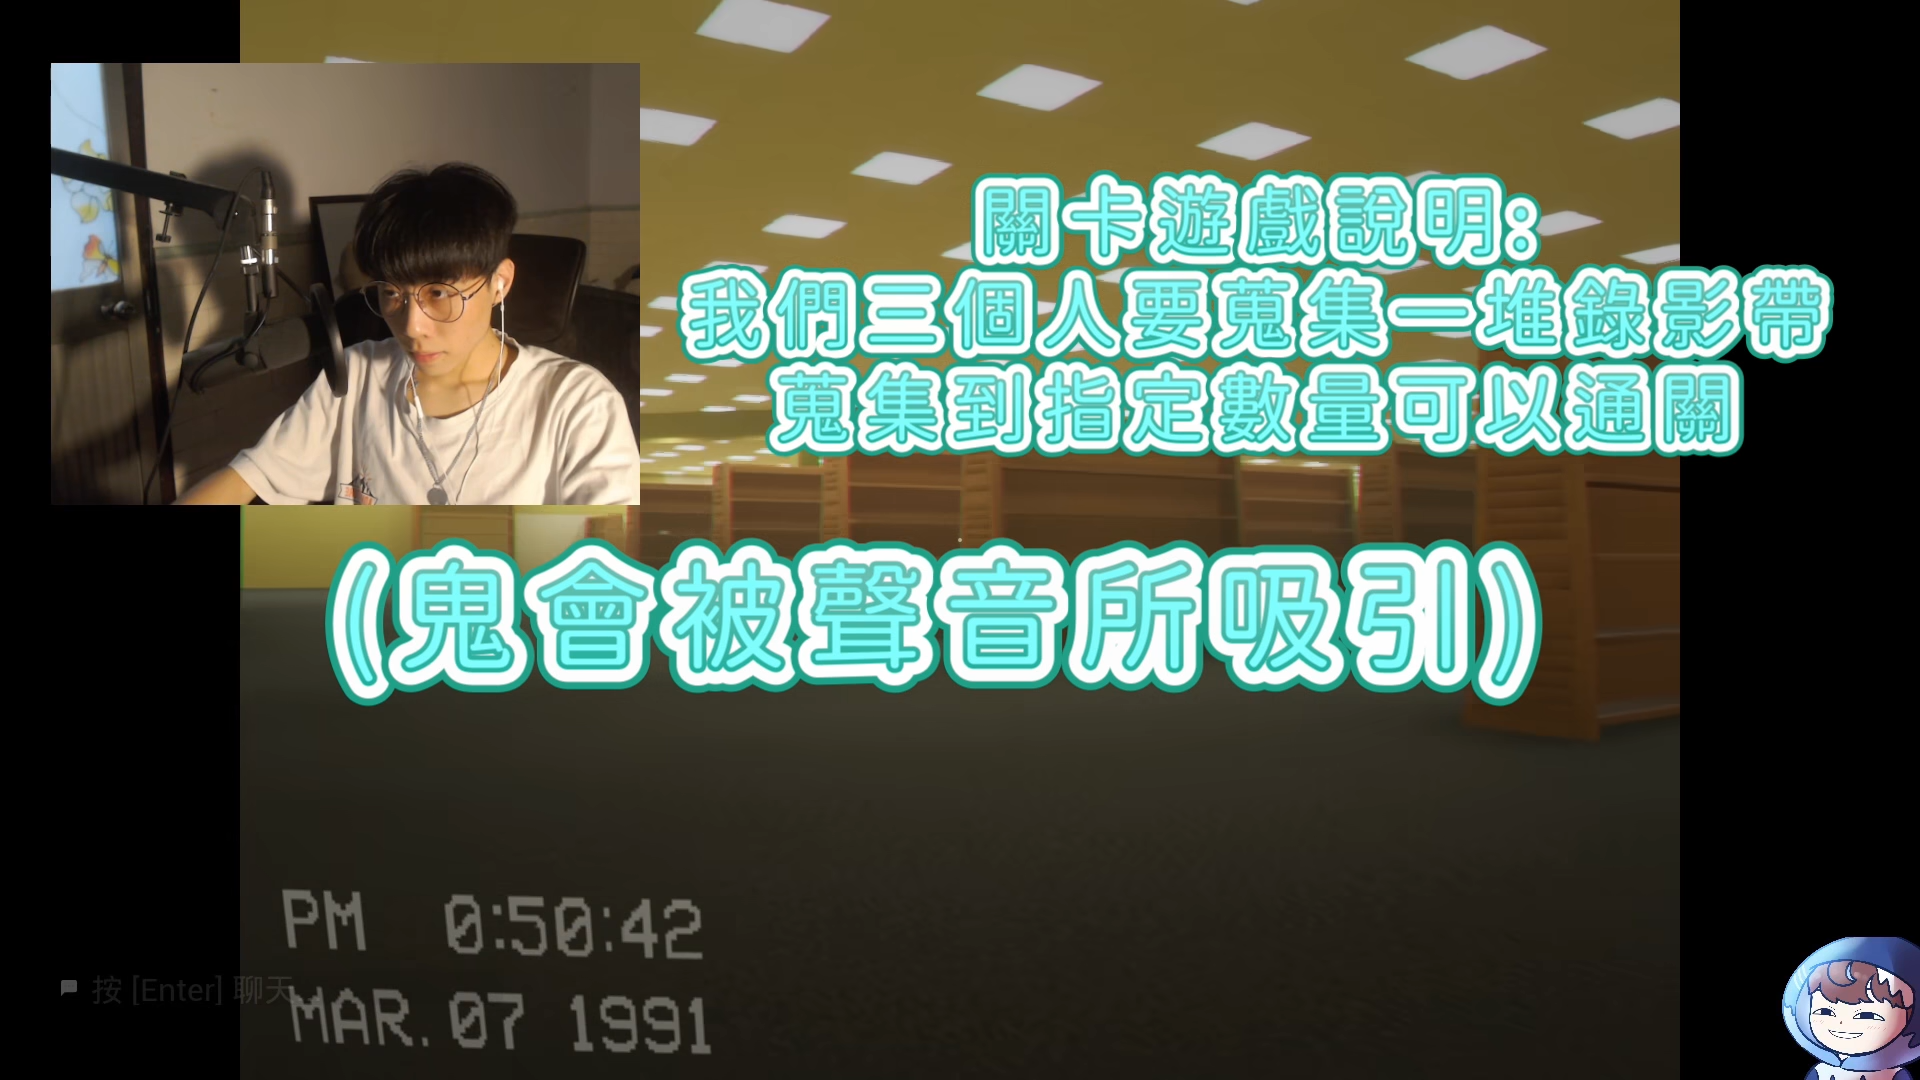 關卡遊戲說明:
我們三個人要蒐集一堆錄影帶
蒐集到指定數量可以通關
(鬼會被聲音所吸引)
PM 0:50:42
按 [Enter] 聊天
MAR. 07 1991